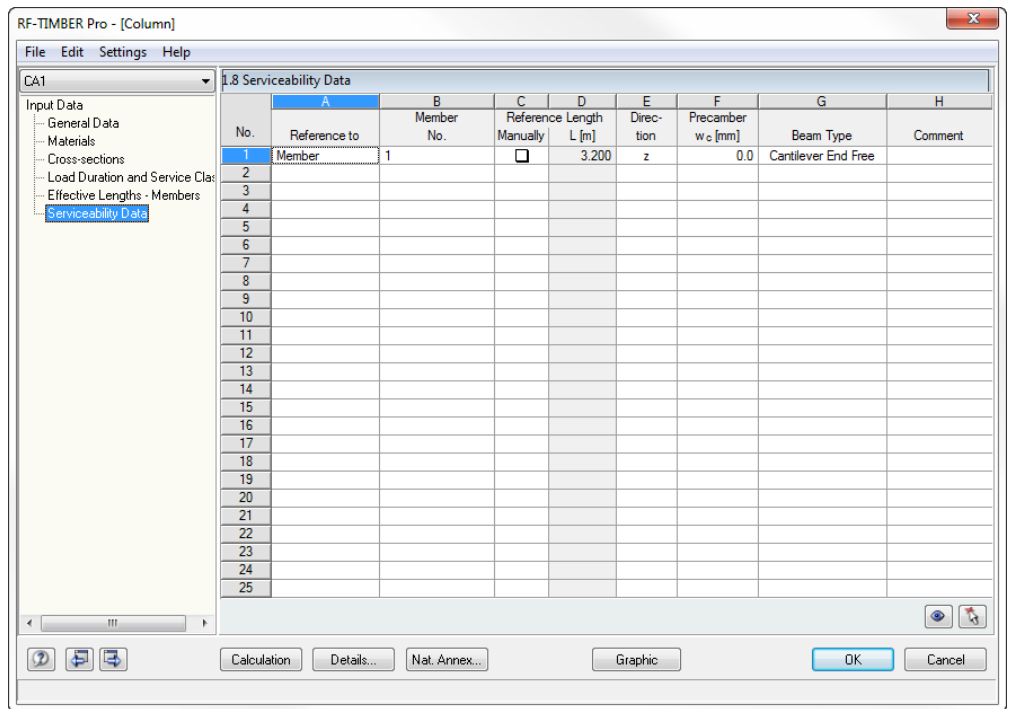 RF-TIMBER Pro - [Column]
File Edit Settings Help
CA1
Input Data
General Data
Materials
Cross-sections
Load Duration and Service Clas
Effective Lengths - Members
Serviceability Data
1.8 Serviceability Data
A B C D E F G H
Member Reference Length Direc- Precamber
No. Reference to No. Manually L [m] tion w c [mm] Beam Type Comment
1 Member 1 3.200 z 0.0 Cantilever End Free
2
3
4
5
6
7
8
9
10
11
12
13
14
15
16
17
18
19
20
21
22
23
24
25
Calculation Details... Nat. Annex... Graphic OK Cancel